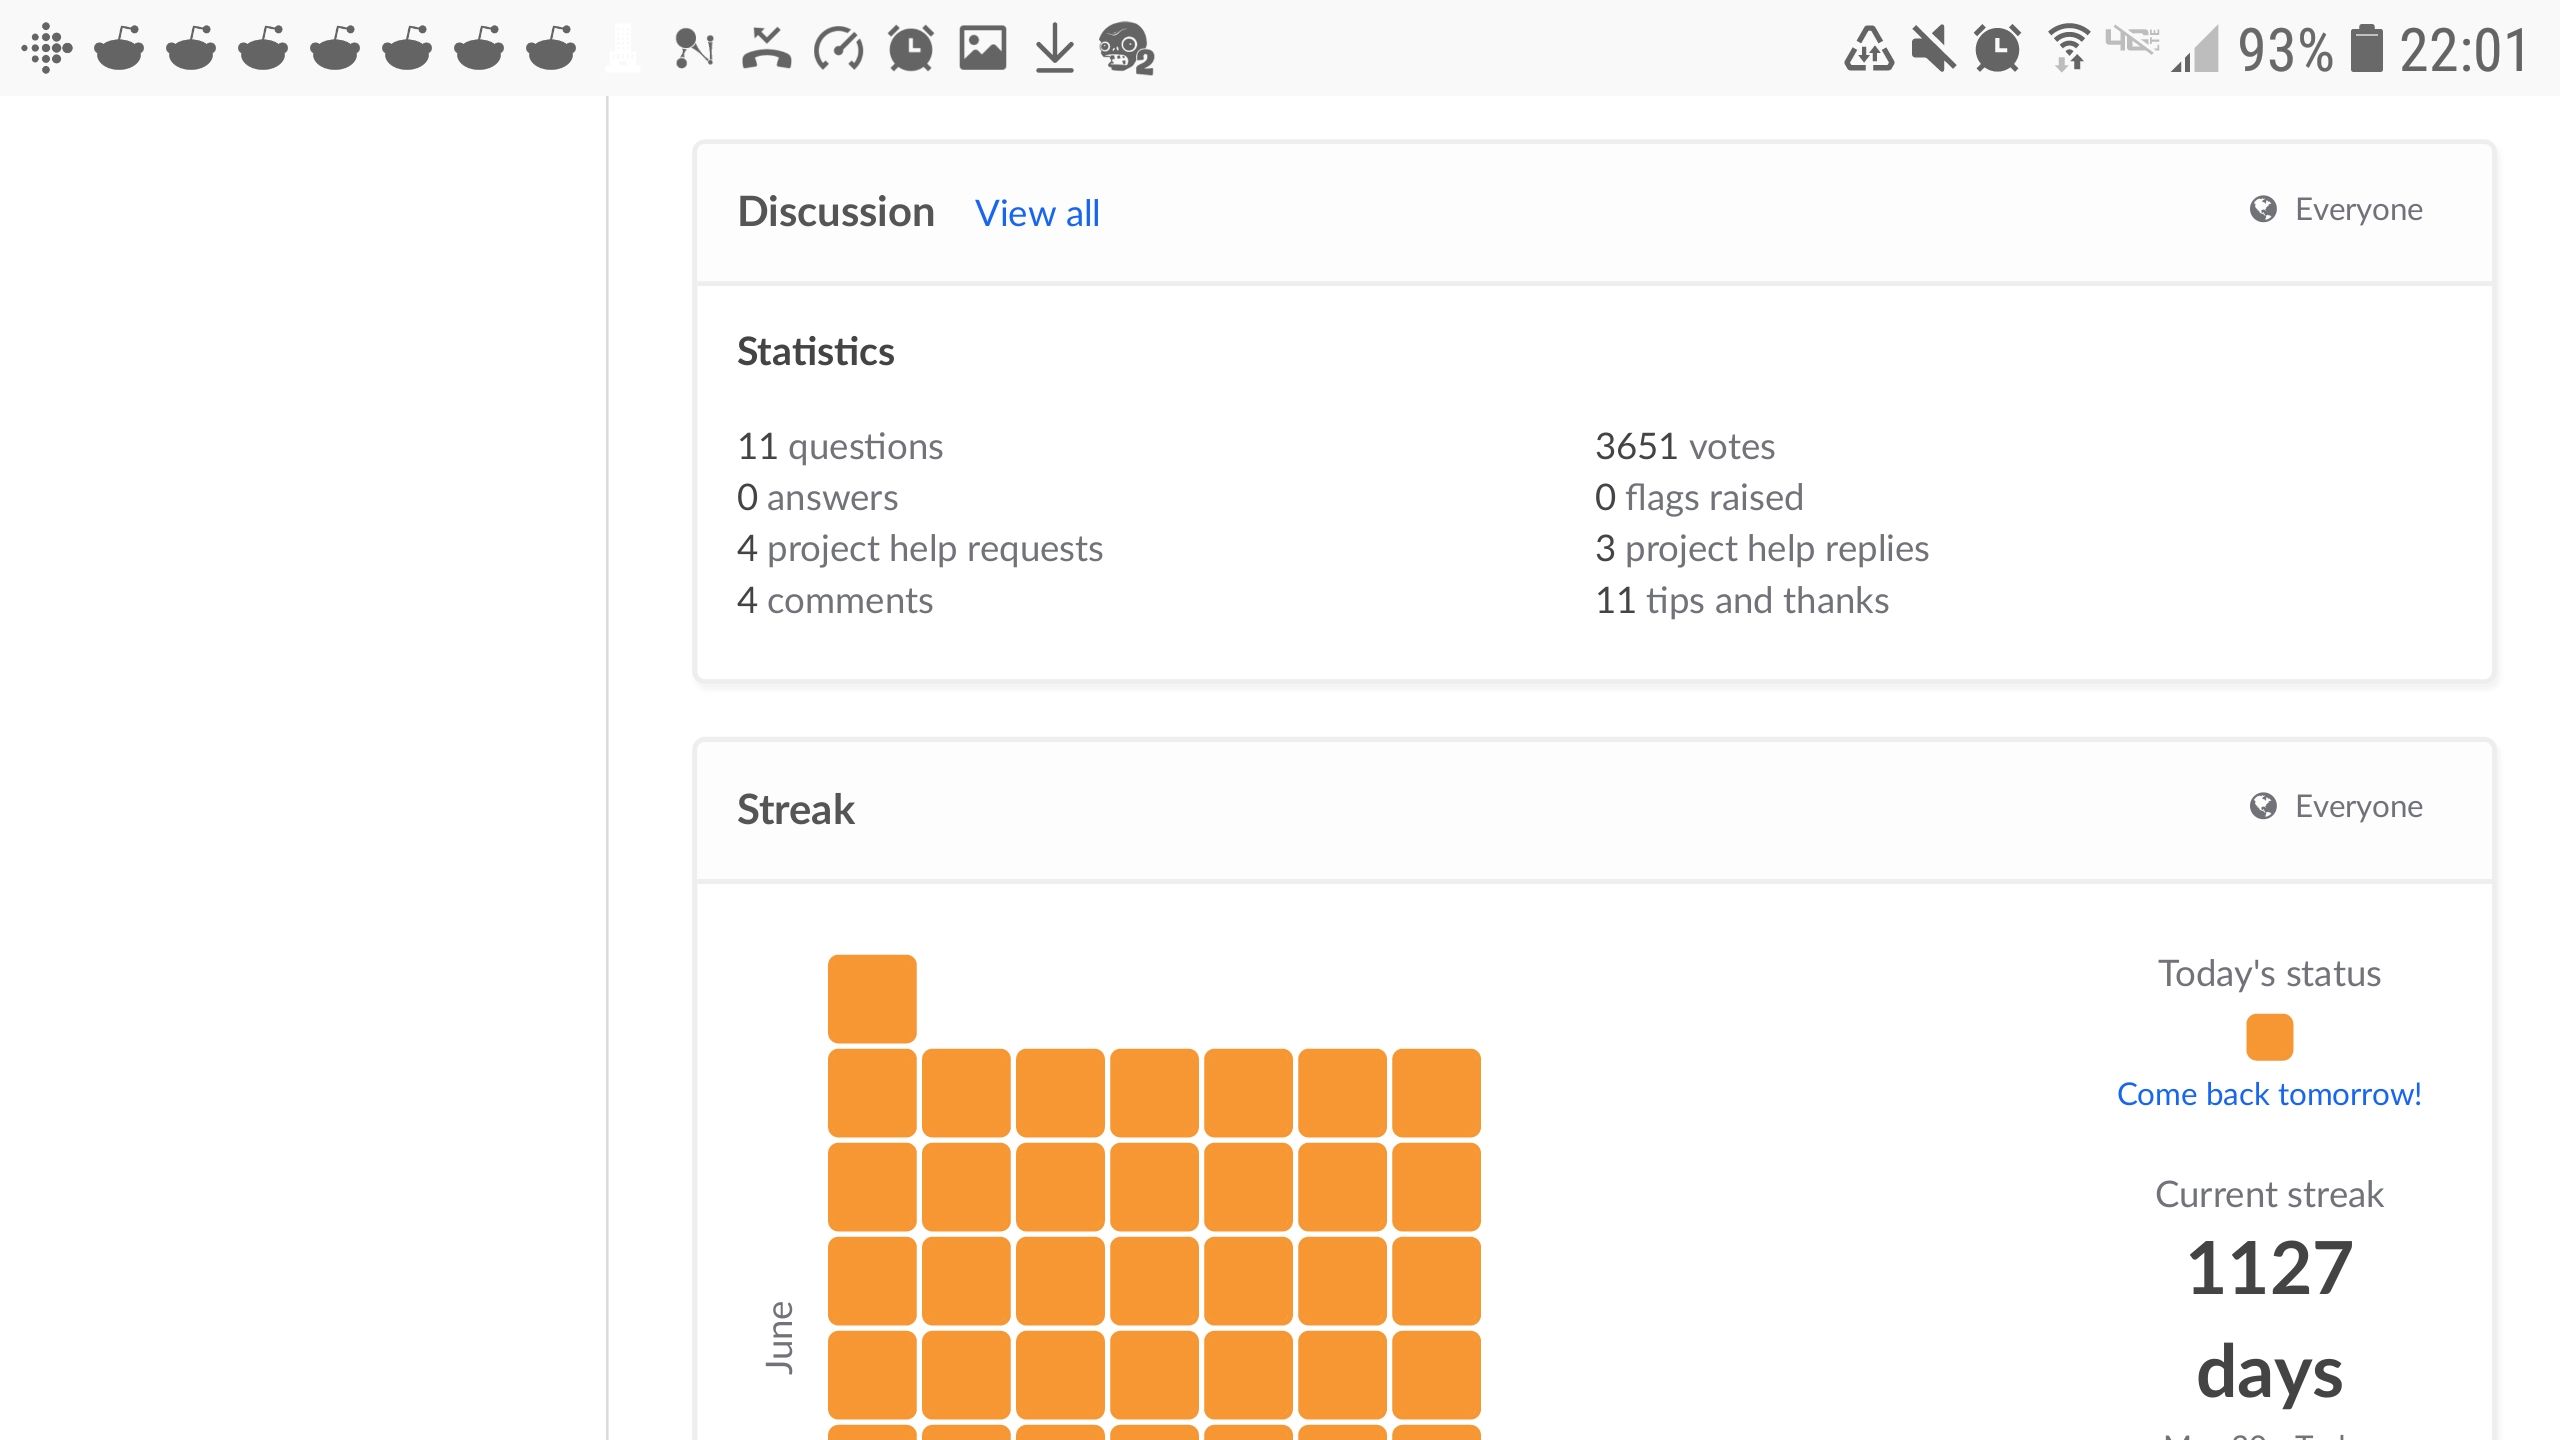 93% 22:01
Discussion View all Everyone
Statistics
11 questions 3651 votes
0 answers 0 flags raised
4 project help requests 3 project help replies
4 comments 11 tips and thanks
Streak Everyone
Today's status
Come back tomorrow!
Current streak
1127
days
June